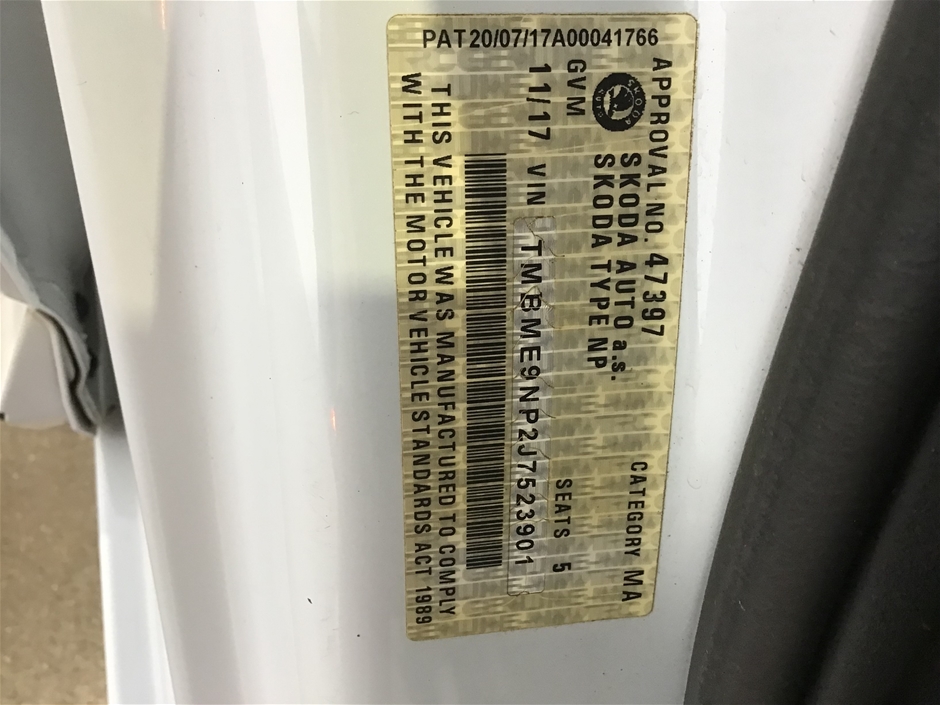 PAT20/07/17A00041766
APPROVAL NO. 47397 CATEGORY MA
SKODA AUTO a.s.
SKODA TYPE NP
GVM SEATS 5
11/17 VIN TMBME9NP2J7523901
THIS VEHICLE WAS MANUFACTURED TO COMPLY
WITH THE MOTOR VEHICLE STANDARDS ACT 1989